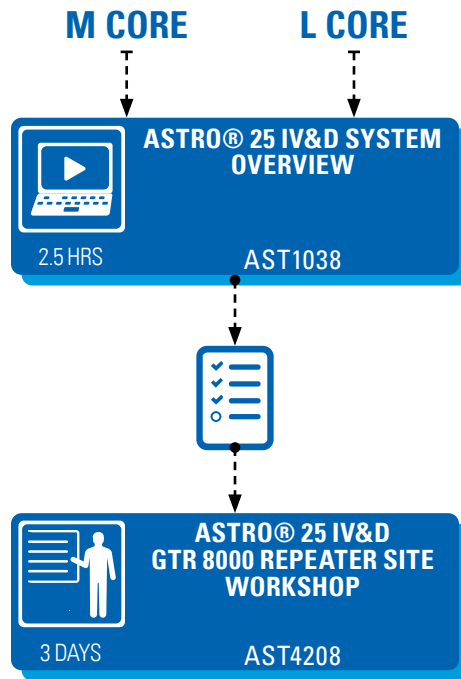 M CORE L CORE
ASTRO® 25 IV&D SYSTEM
OVERVIEW
2.5 HRS AST1038
ASTRO® 25 IV&D
GTR 8000 REPEATER SITE
WORKSHOP
3 DAYS AST4208